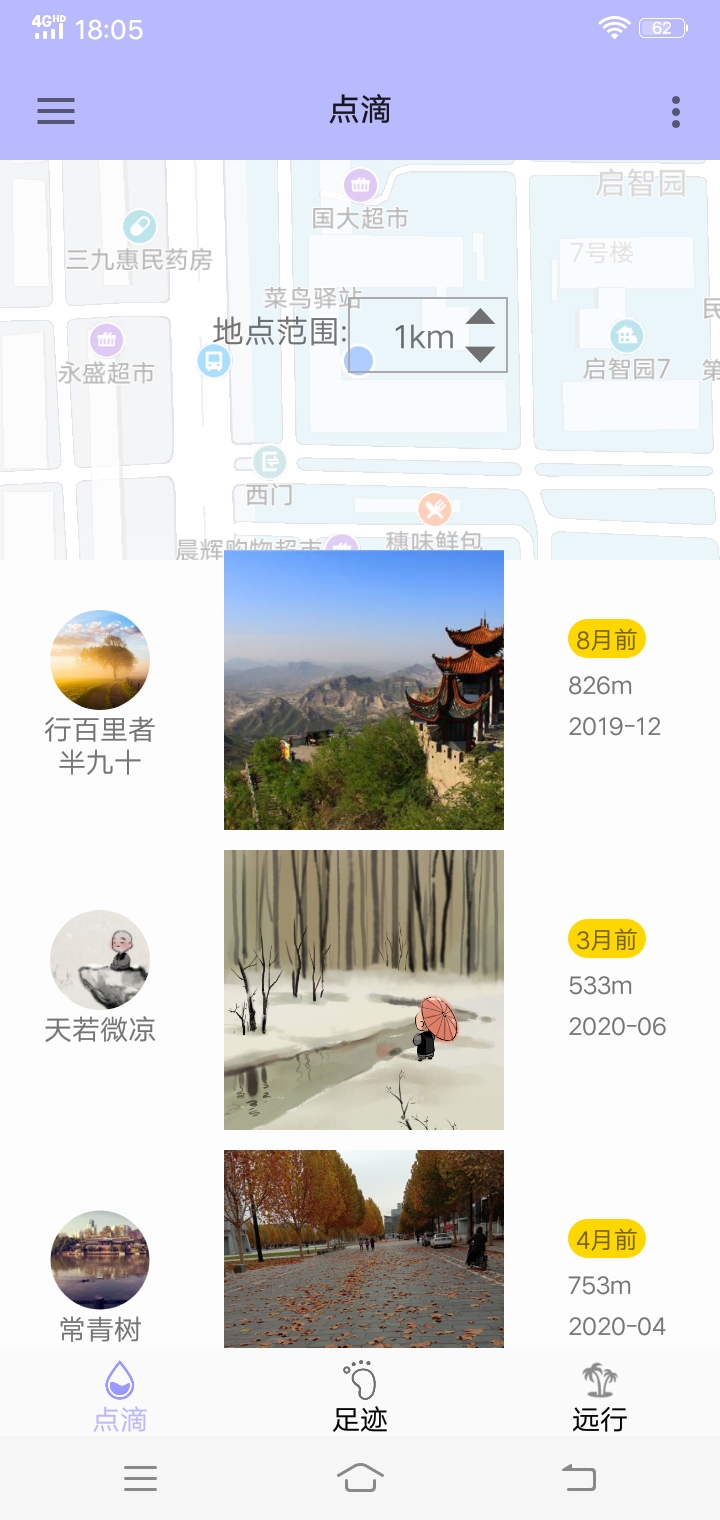 4G HD 18:05
62
点滴
启智园
国大超市
7号楼
三九惠民药房
菜鸟驿站
民
地点范围: 1km
永盛超市
启智园7
第
西门
穗味鲜包
晨辉购物超市
8月前
826m
行百里者
2019-12
半九十
3月前
533m
天若微凉
2020-06
4月前
753m
常青树
2020-04
点滴 足迹 远行